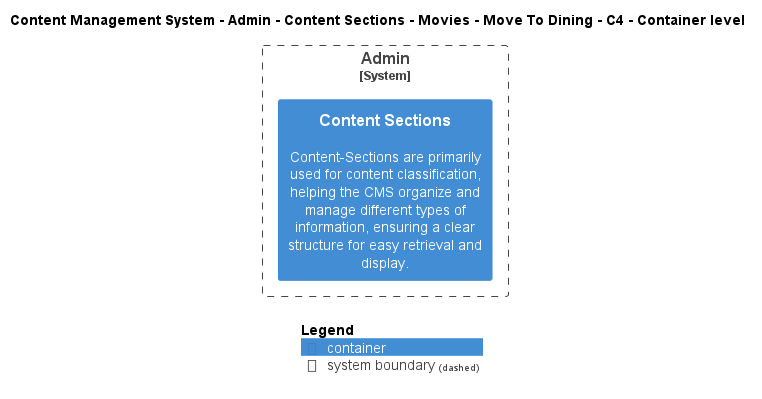 Content Management System - Admin - Content Sections - Movies - Move To Dining - C4 - Container level
Admin
[System]
Content Sections
Content-Sections are primarily
used for content classification,
helping the CMS organize and
manage different types of
information, ensuring a clear
structure for easy retrieval and
display.
Legend
container
system boundary (dashed)